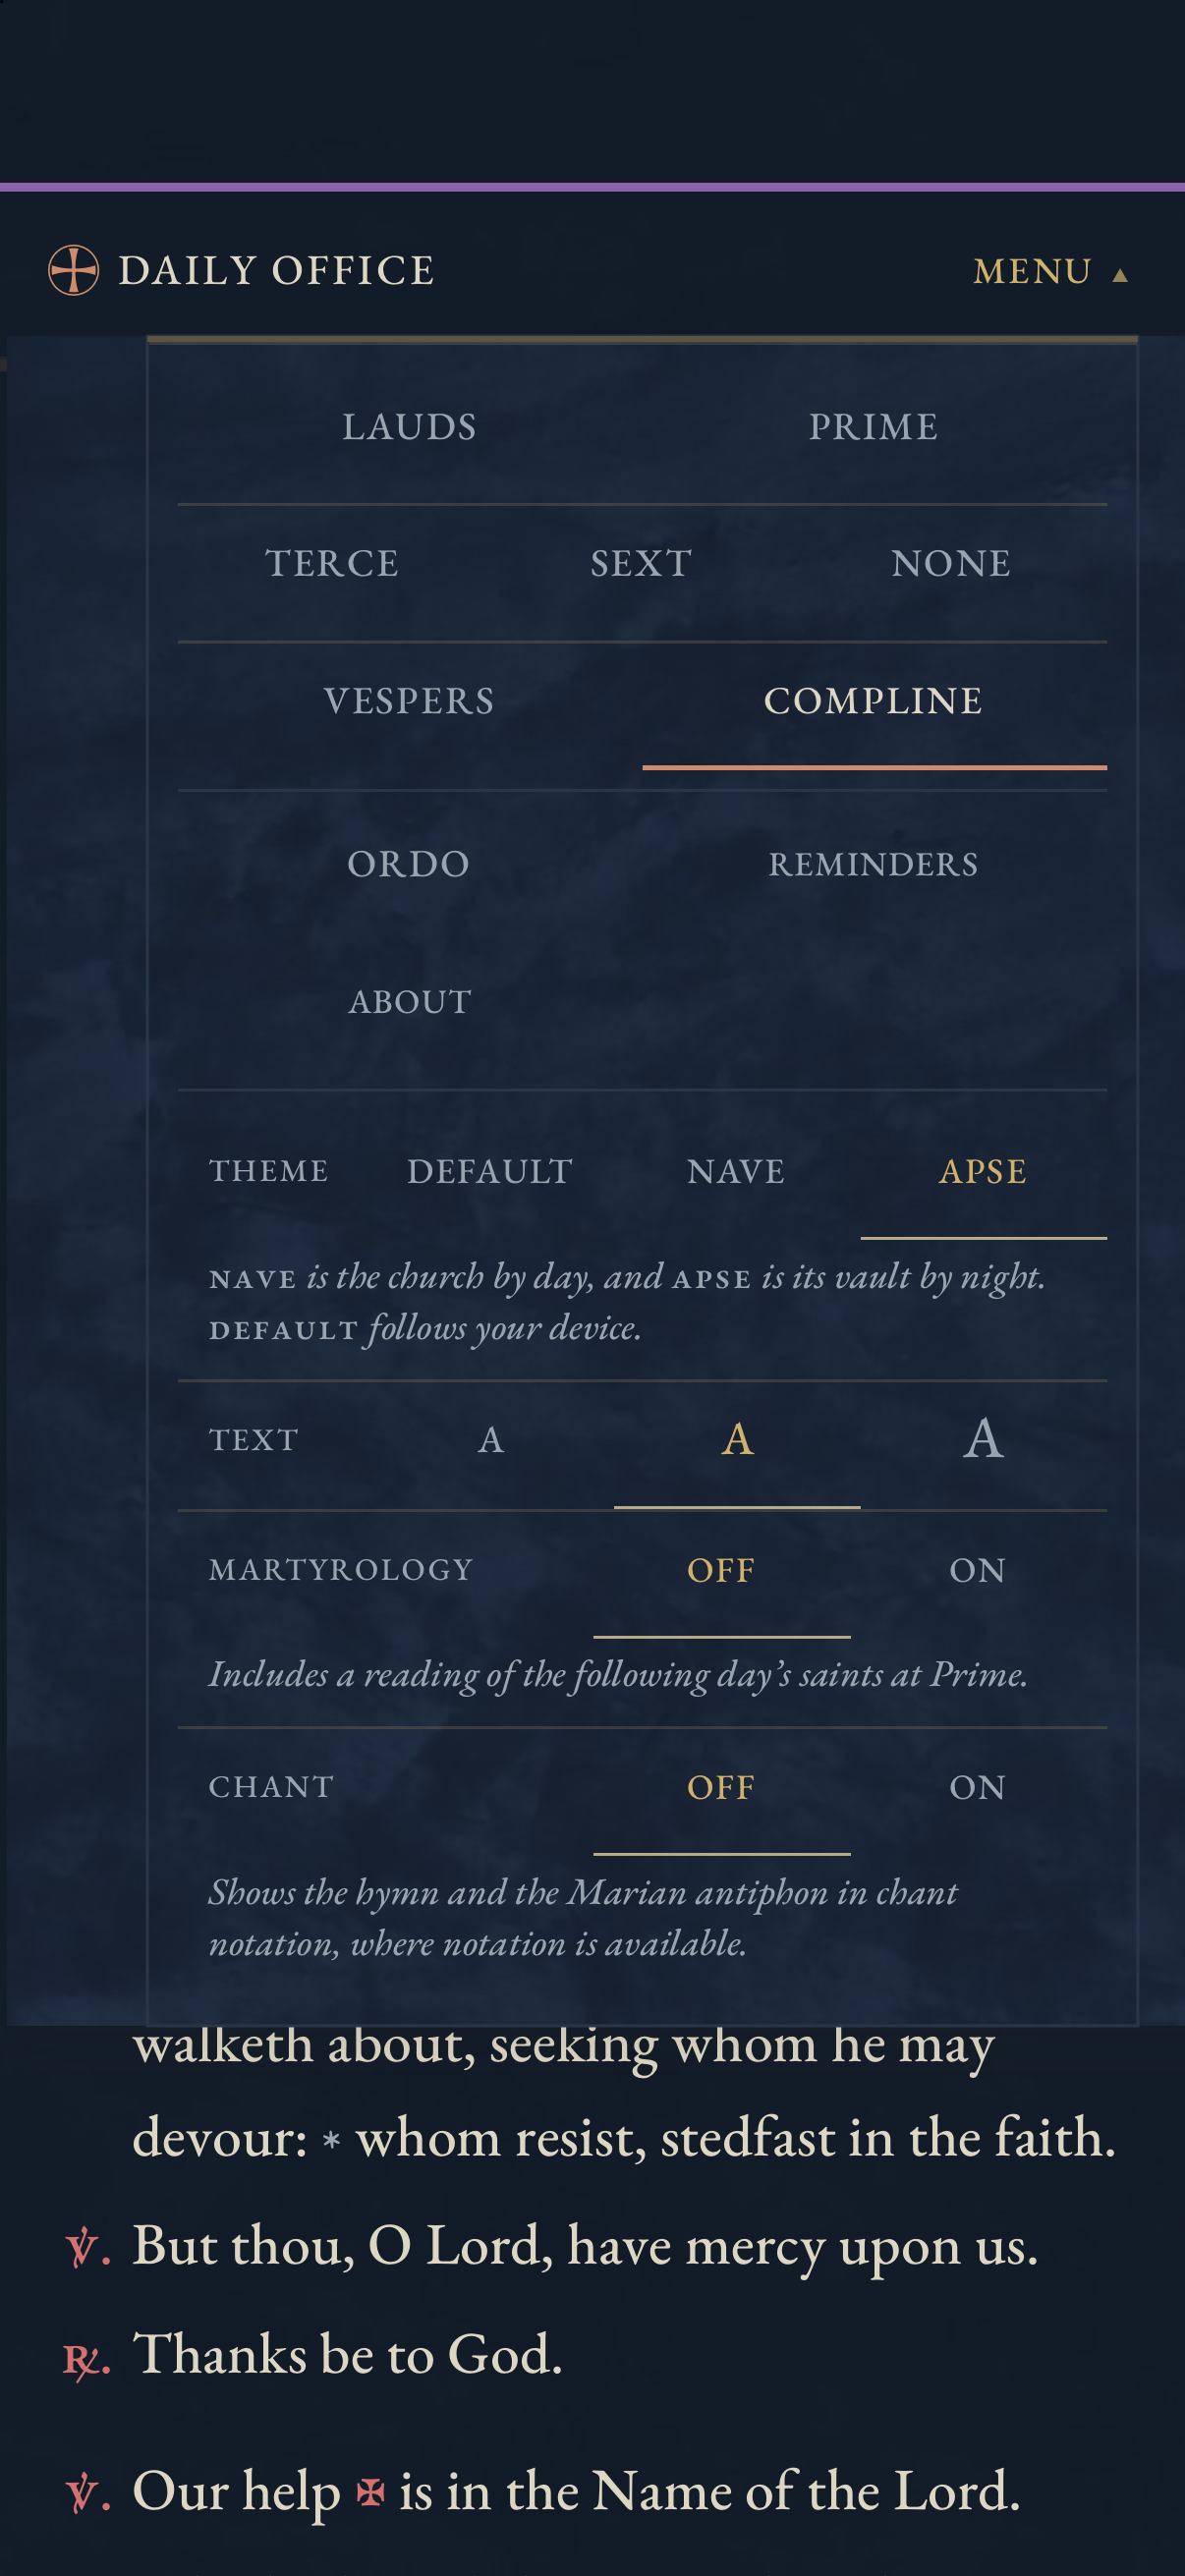 DAILY OFFICE MENU ▲
LAUDS PRIME
TERCE SEXT NONE
VESPERS COMPLINE
ORDO REMINDERS
ABOUT
THEME DEFAULT NAVE APSE
NAVE is the church by day, and APSE is its vault by night.
DEFAULT follows your device.
TEXT A A A
MARTYROLOGY OFF ON
Includes a reading of the following day’s saints at Prime.
CHANT OFF ON
Shows the hymn and the Marian antiphon in chant
notation, where notation is available.
walketh about, seeking whom he may
devour: * whom resist, stedfast in the faith.
℣. But thou, O Lord, have mercy upon us.
℟. Thanks be to God.
℣. Our help ✠ is in the Name of the Lord.